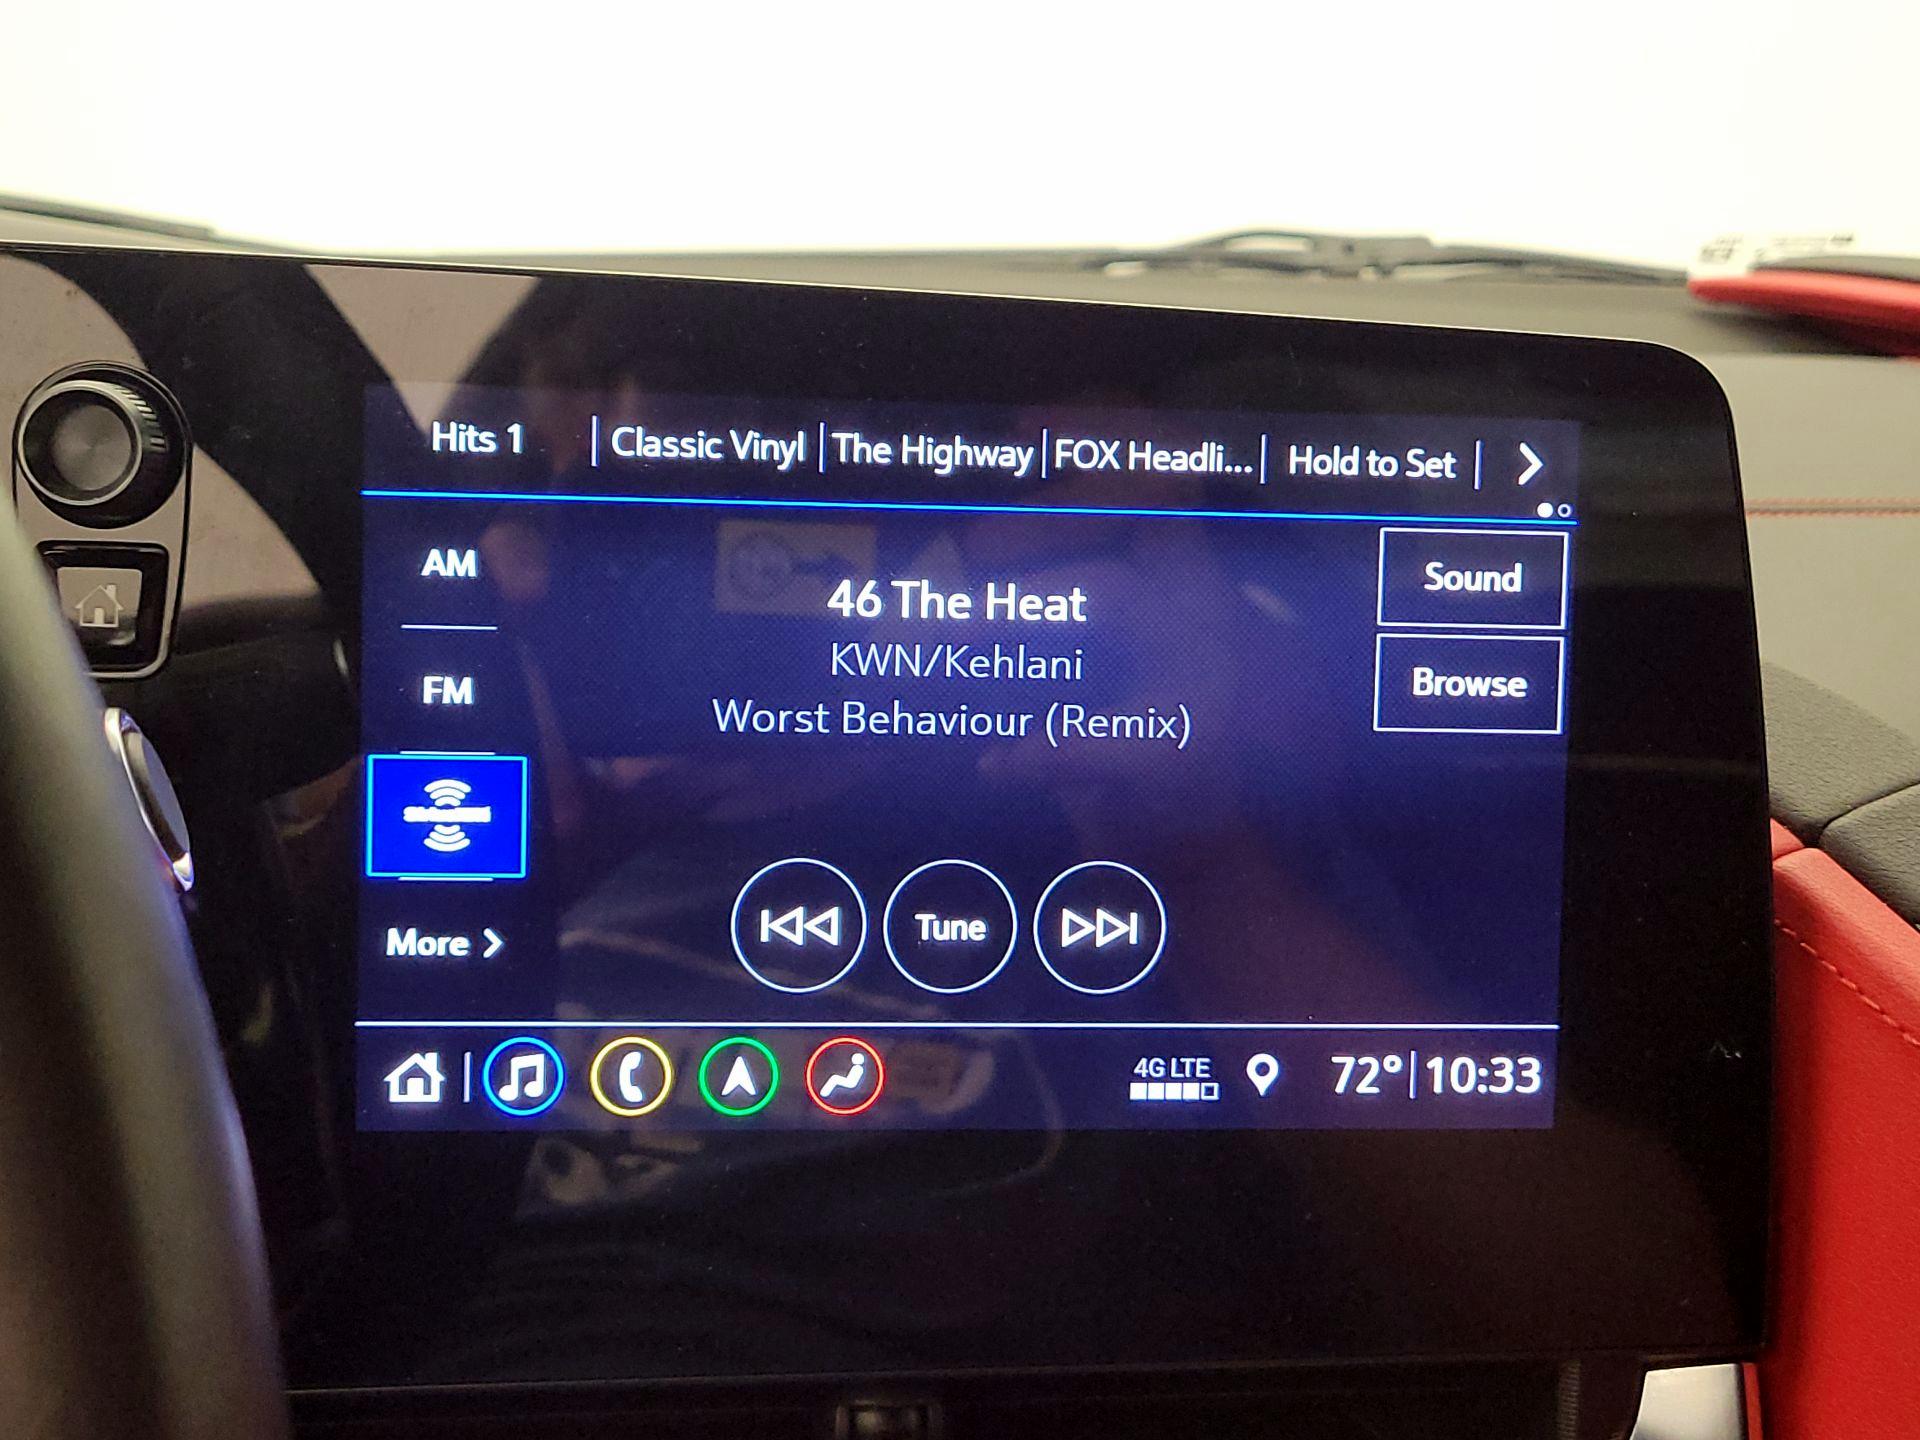 Hits 1 | Classic Vinyl | The Highway | FOX Headli... | Hold to Set |
AM
FM
More
46 The Heat
KWN/Kehlani
Worst Behaviour (Remix)
Sound
Browse
Tune
4G LTE
72° | 10:33